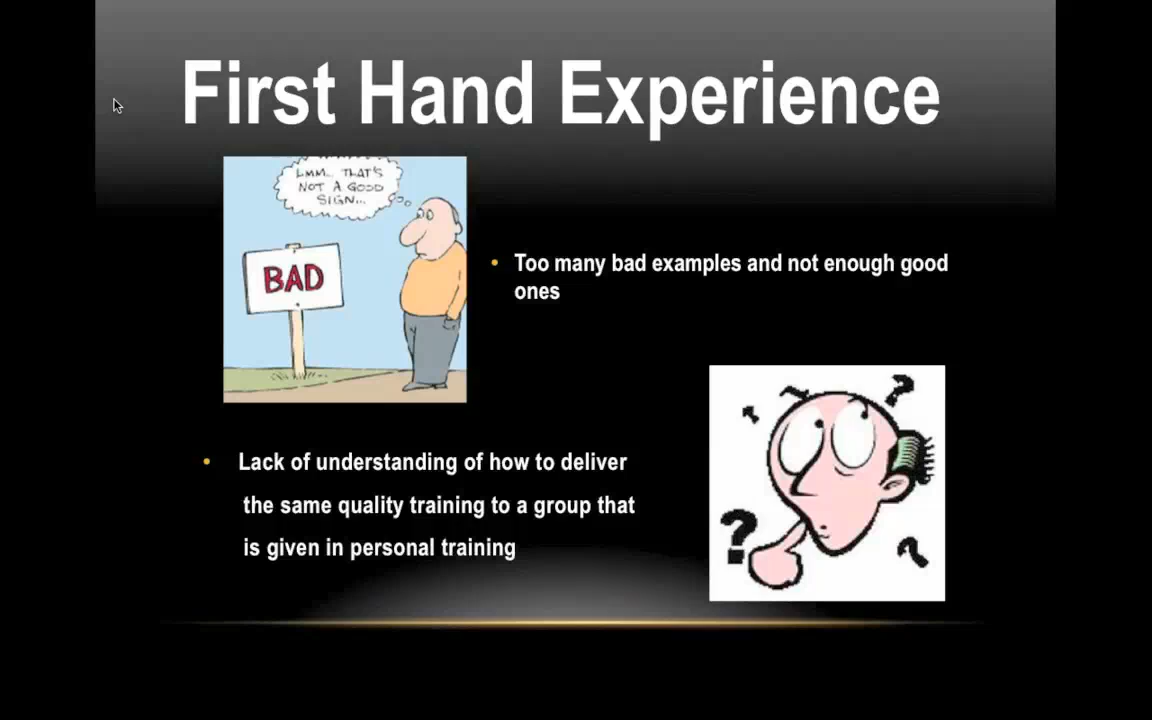 First Hand Experience
LMM... THAT'S
NOT A GOOD
SIGN...
BAD
• Too many bad examples and not enough good
ones
• Lack of understanding of how to deliver
the same quality training to a group that
is given in personal training
? ? ? ? ?